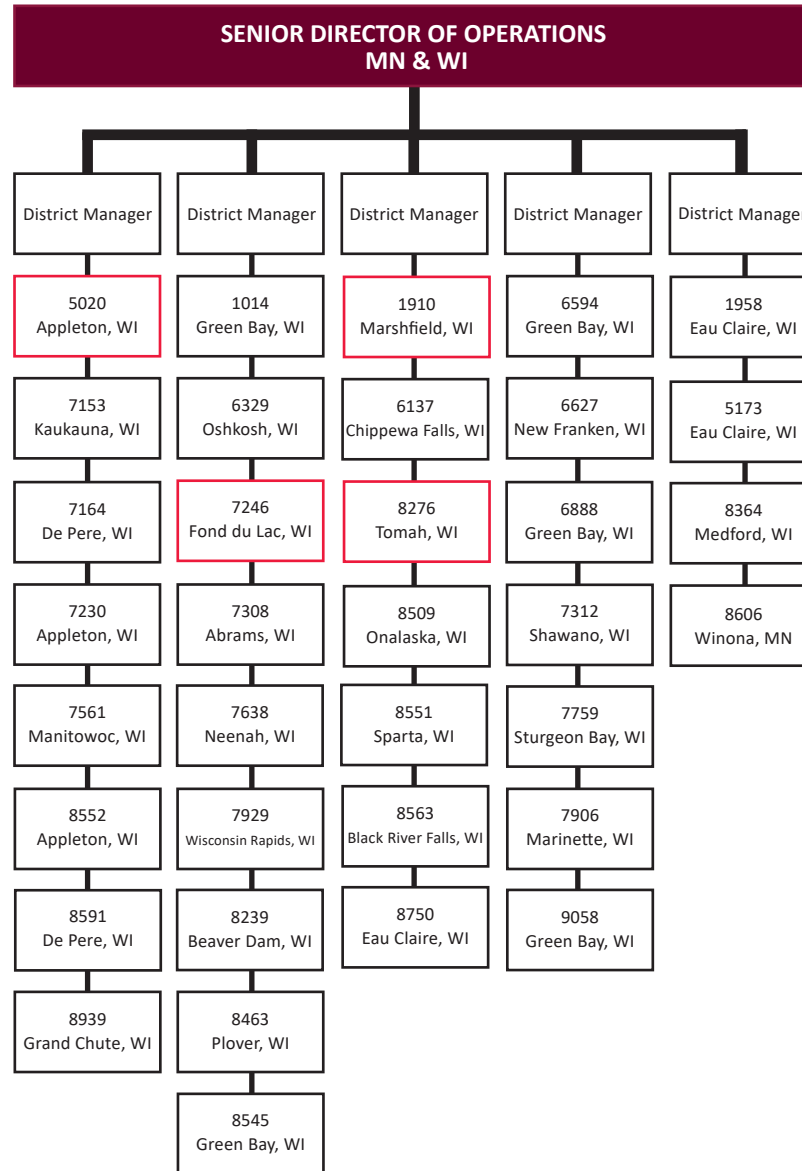 SENIOR DIRECTOR OF OPERATIONS
MN & WI
District Manager
5020
Appleton, WI
7153
Kaukauna, WI
7164
De Pere, WI
7230
Appleton, WI
7561
Manitowoc, WI
8552
Appleton, WI
8591
De Pere, WI
8939
Grand Chute, WI
District Manager
1014
Green Bay, WI
6329
Oshkosh, WI
7246
Fond du Lac, WI
7308
Abrams, WI
7638
Neenah, WI
7929
Wisconsin Rapids, WI
8239
Beaver Dam, WI
8463
Plover, WI
8545
Green Bay, WI
District Manager
1910
Marshfield, WI
6137
Chippewa Falls, WI
8276
Tomah, WI
8509
Onalaska, WI
8551
Sparta, WI
8563
Black River Falls, WI
8750
Eau Claire, WI
District Manager
6594
Green Bay, WI
6627
New Franken, WI
6888
Green Bay, WI
7312
Shawano, WI
7759
Sturgeon Bay, WI
7906
Marinette, WI
9058
Green Bay, WI
District Manager
1958
Eau Claire, WI
5173
Eau Claire, WI
8364
Medford, WI
8606
Winona, MN